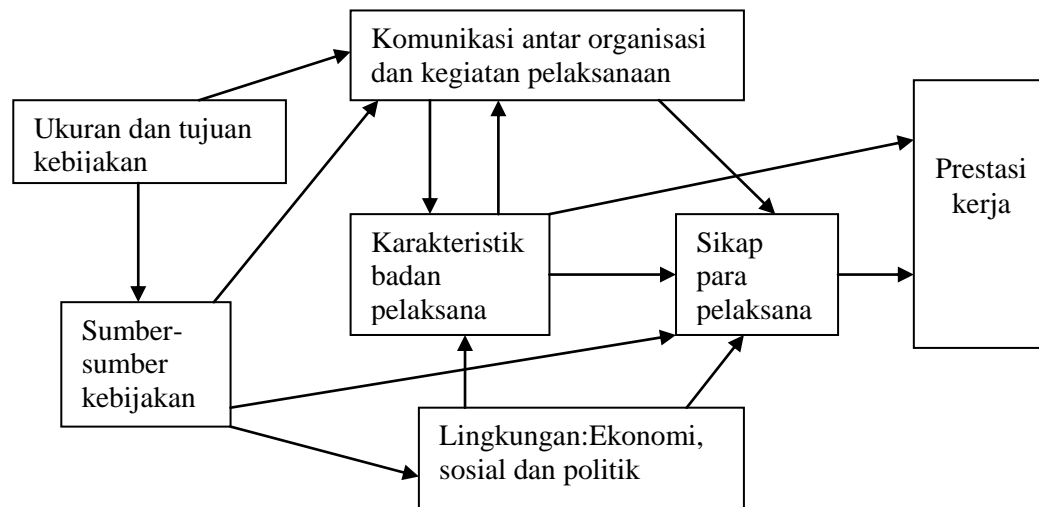 Komunikasi antar organisasi
dan kegiatan pelaksanaan
Ukuran dan tujuan
kebijakan
Prestasi
kerja
Karakteristik
badan
pelaksana
Sikap
para
pelaksana
Sumber-
sumber
kebijakan
Lingkungan:Ekonomi,
sosial dan politik